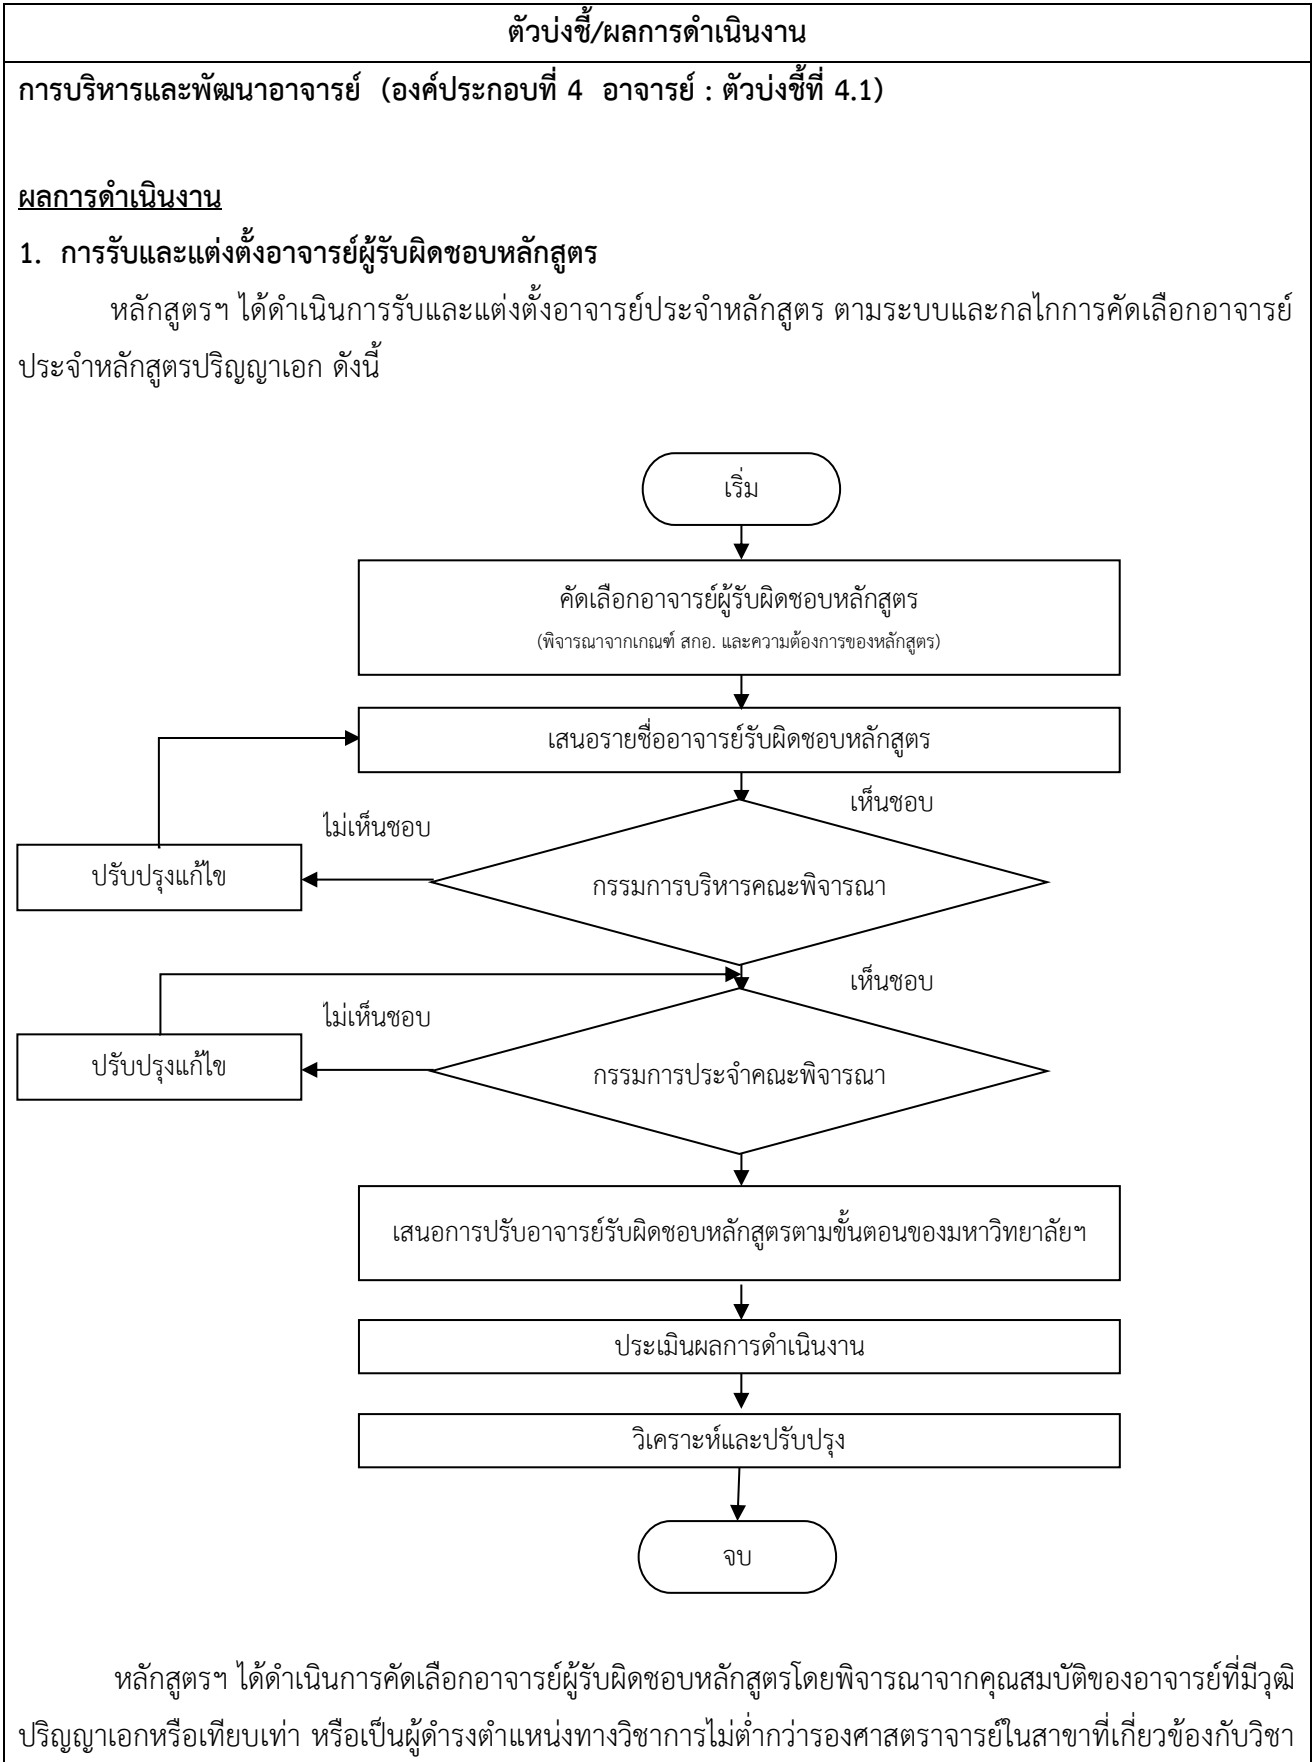 ตัวบ่งชี้/ผลการดำเนินงาน
การบริหารและพัฒนาอาจารย์ (องค์ประกอบที่ 4 อาจารย์ : ตัวบ่งชี้ที่ 4.1)
ผลการดำเนินงาน
1. การรับและแต่งตั้งอาจารย์ผู้รับผิดชอบหลักสูตร
หลักสูตรฯ ได้ดำเนินการรับและแต่งตั้งอาจารย์ประจำหลักสูตร ตามระบบและกลไกการคัดเลือกอาจารย์
ประจำหลักสูตรปริญญาเอก ดังนี้
เริ่ม
คัดเลือกอาจารย์ผู้รับผิดชอบหลักสูตร
(พิจารณาจากเกณฑ์ สกอ. และความต้องการของหลักสูตร)
เสนอรายชื่ออาจารย์รับผิดชอบหลักสูตร
เห็นชอบ
ไม่เห็นชอบ
ปรับปรุงแก้ไข
กรรมการบริหารคณะพิจารณา
เห็นชอบ
ไม่เห็นชอบ
ปรับปรุงแก้ไข
กรรมการประจำคณะพิจารณา
เสนอการปรับอาจารย์รับผิดชอบหลักสูตรตามขั้นตอนของมหาวิทยาลัยฯ
ประเมินผลการดำเนินงาน
วิเคราะห์และปรับปรุง
จบ
หลักสูตรฯ ได้ดำเนินการคัดเลือกอาจารย์ผู้รับผิดชอบหลักสูตรโดยพิจารณาจากคุณสมบัติของอาจารย์ที่มีวุฒิ
ปริญญาเอกหรือเทียบเท่า หรือเป็นผู้ดำรงตำแหน่งทางวิชาการไม่ต่ำกว่ารองศาสตราจารย์ในสาขาที่เกี่ยวข้องกับวิชา